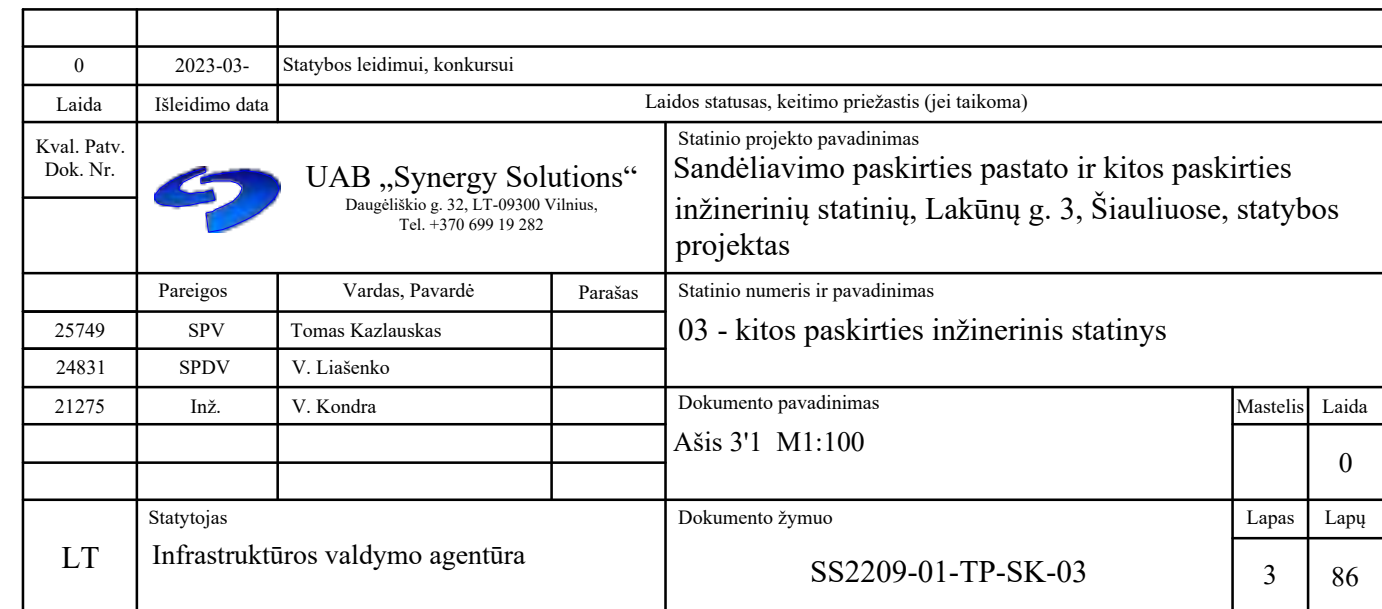 0 2023-03- Statybos leidimui, konkursui
Laida Išleidimo data Laidos statusas, keitimo priežastis (jei taikoma)
Kval. Patv.
Dok. Nr.
UAB „Synergy Solutions“
Daugėliškio g. 32, LT-09300 Vilnius,
Tel. +370 699 19 282
Statinio projekto pavadinimas
Sandėliavimo paskirties pastato ir kitos paskirties
inžinerinių statinių, Lakūnų g. 3, Šiauliuose, statybos
projektas
Pareigos Vardas, Pavardė Parašas
25749 SPV Tomas Kazlauskas
24831 SPDV V. Liašenko
21275 Inž. V. Kondra
Statinio numeris ir pavadinimas
03 - kitos paskirties inžinerinis statinys
Dokumento pavadinimas Mastelis Laida
Ašis 3'1 M1:100
0
LT
Statytojas
Infrastruktūros valdymo agentūra
Dokumento žymuo Lapas Lapų
SS2209-01-TP-SK-03 3 86